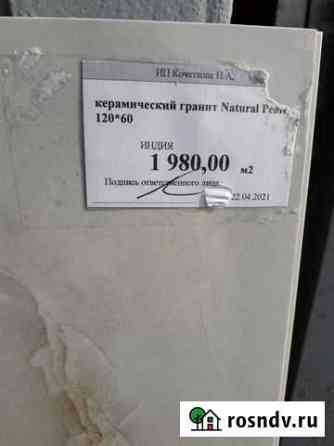 ИП Кочеткова Н.А.
керамический гранит Natural
120*60
ИНДИЯ
1 980,00 м2
Подпись ответственного лица
22.04.2021
rosndv.ru